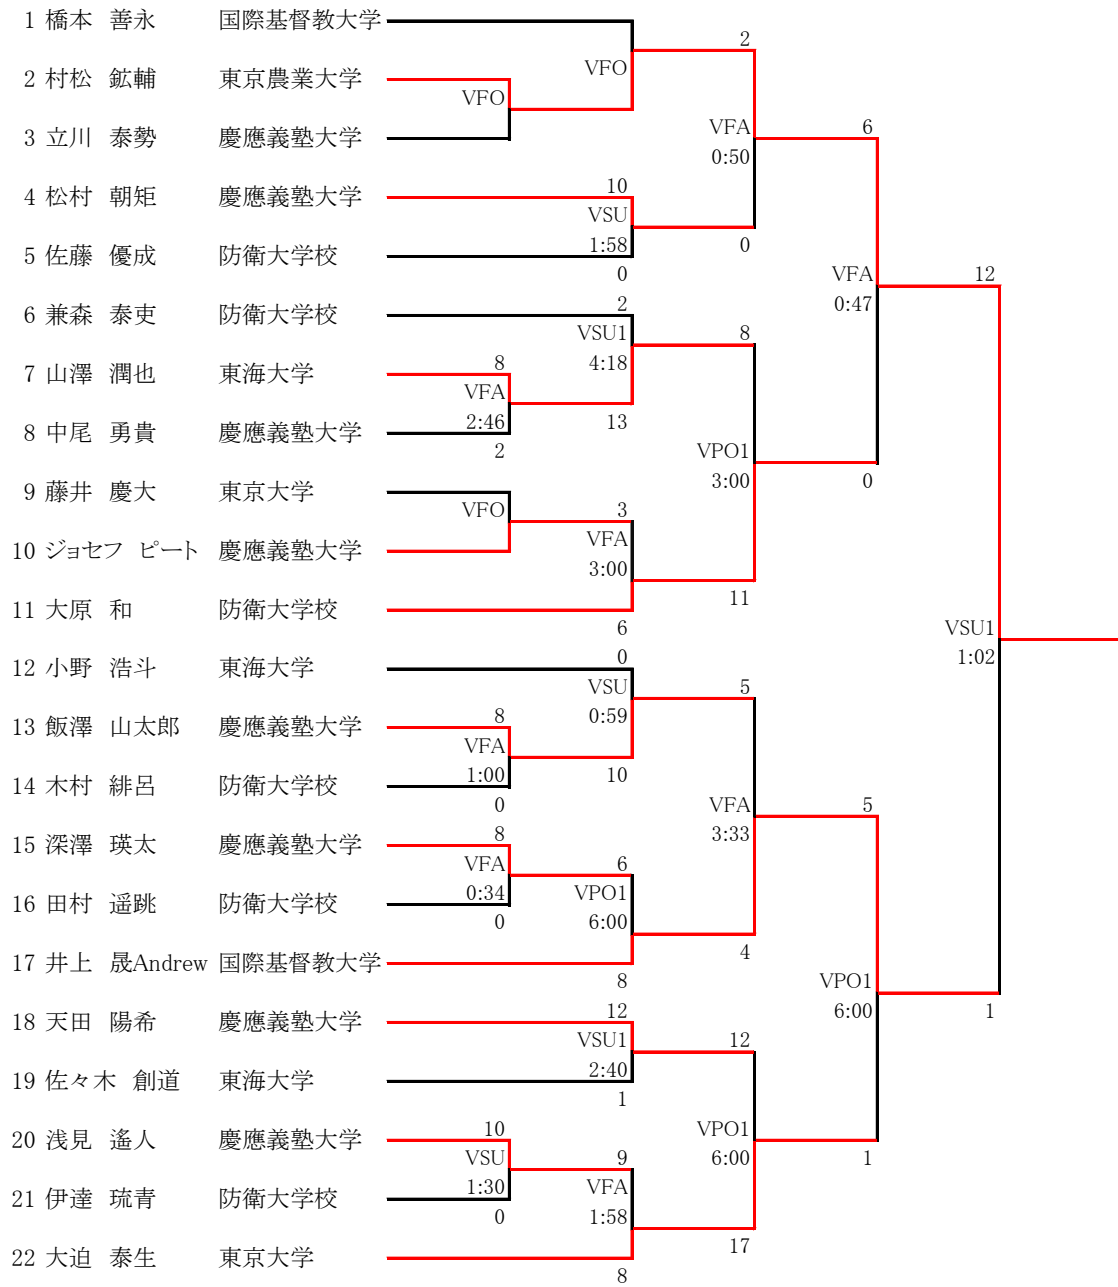 1 橋本 善永 国際基督教大学
2
VFO
2 村松 鉱輔 東京農業大学
VFO
VFA 6
3 立川 泰勢 慶應義塾大学
0:50
4 松村 朝矩 慶應義塾大学 10
VSU
5 佐藤 優成 防衛大学校 1:58 0
0 VFA 12
6 兼森 泰吏 防衛大学校 2 0:47
VSU1 8
7 山澤 潤也 東海大学 8 4:18
VFA
8 中尾 勇貴 慶應義塾大学 2:46 13
2 VPO1
9 藤井 慶大 東京大学 3:00 0
VFO 3
10 ジョセフ ピート 慶應義塾大学 VFA
3:00
11 大原 和 防衛大学校 11
6 VSU1
12 小野 浩斗 東海大学 0 1:02
VSU 5
13 飯澤 山太郎 慶應義塾大学 8 0:59
VFA
14 木村 緋呂 防衛大学校 1:00 10
0 VFA 5
15 深澤 瑛太 慶應義塾大学 8 3:33
VFA 6
16 田村 遥跳 防衛大学校 0:34 VPO1
0 6:00
17 井上 晟Andrew 国際基督教大学 4
8 VPO1
18 天田 陽希 慶應義塾大学 12 6:00 1
VSU1 12
19 佐々木 創道 東海大学 2:40
1
20 浅見 遙人 慶應義塾大学 10 VPO1
VSU 9 6:00 1
21 伊達 琉青 防衛大学校 1:30 VFA
0 1:58
22 大迫 泰生 東京大学 17
8